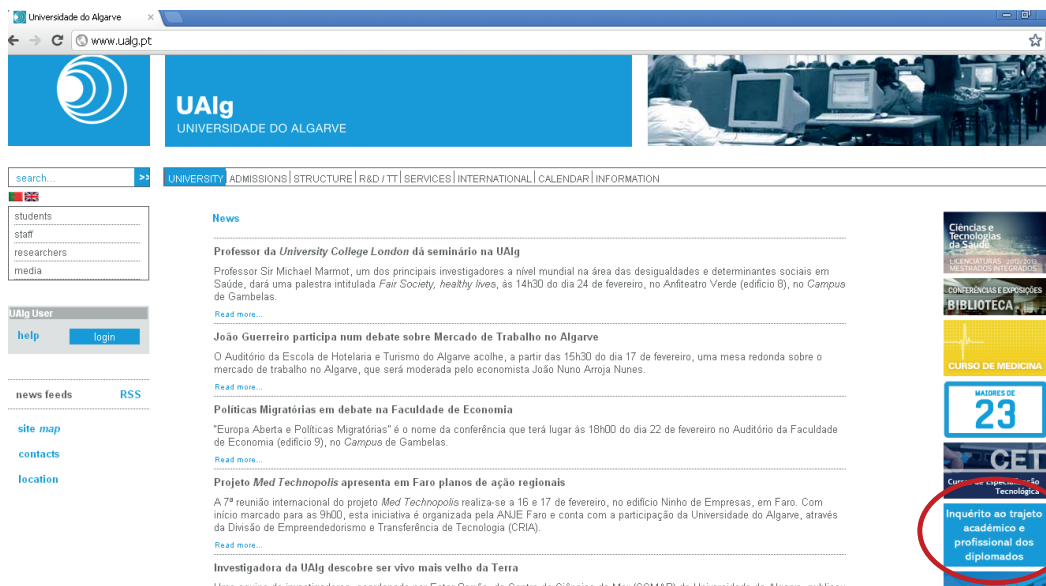 Universidade do Algarve
www.ualg.pt
UAlg
UNIVERSIDADE DO ALGARVE
search... >>
UNIVERSITY ADMISSIONS STRUCTURE R&D / TT SERVICES INTERNATIONAL CALENDAR INFORMATION
students
staff
researchers
media
UAlg User
help login
news feeds RSS
site map
contacts
location
News
Professor da University College London dá seminário na UAlg
Professor Sir Michael Marmot, um dos principais investigadores a nível mundial na área das desigualdades e determinantes sociais em
Saúde, dará uma palestra intitulada Fair Society, healthy lives, às 14h30 do dia 24 de fevereiro, no Anfiteatro Verde (edifício 8), no Campus
de Gambelas.
Read more...
João Guerreiro participa num debate sobre Mercado de Trabalho no Algarve
O Auditório da Escola de Hotelaria e Turismo do Algarve acolhe, a partir das 15h30 do dia 17 de fevereiro, uma mesa redonda sobre o
mercado de trabalho no Algarve, que será moderada pelo economista João Nuno Arroja Nunes.
Read more...
Políticas Migratórias em debate na Faculdade de Economia
"Europa Aberta e Políticas Migratórias" é o nome da conferência que terá lugar às 18h00 do dia 22 de fevereiro no Auditório da Faculdade
de Economia (edifício 9), no Campus de Gambelas.
Read more...
Projeto Med Technopolis apresenta em Faro planos de ação regionais
A 7ª reunião internacional do projeto Med Technopolis realiza-se a 16 e 17 de fevereiro, no edifício Ninho de Empresas, em Faro. Com
início marcado para as 9h00, esta iniciativa é organizada pela ANJE Faro e conta com a participação da Universidade do Algarve, através
da Divisão de Empreendedorismo e Transferência de Tecnologia (CRIA).
Read more...
Investigadora da UAlg descobre ser vivo mais velho da Terra
Ciências e
Tecnologias
da Saúde
LICENCIATURAS · 2012/2013
MESTRADOS INTEGRADOS
CONFERÊNCIAS E EXPOSIÇÕES
BIBLIOTECA
CURSO DE MEDICINA
MAIORES DE
23
CET
Cursos de Especialização
Tecnológica
Inquérito ao trajeto
académico e
profissional dos
diplomados